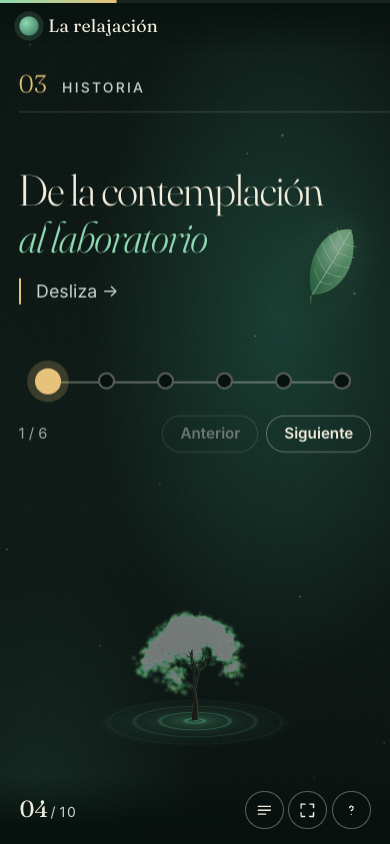 La relajación
03 HISTORIA
De la contemplación
al laboratorio
Desliza →
1 / 6
Anterior
Siguiente
04 / 10
?